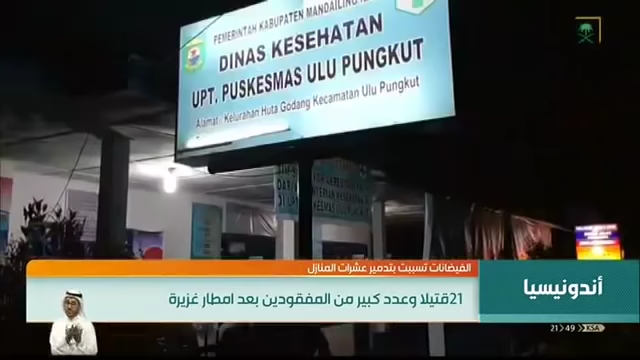 PEMERINTAH KABUPATEN MANDAILING
DINAS KESEHATAN
UPT. PUSKESMAS ULU PUNGKUT
Alamat : Kelurahan Huta Godang Kecamatan Ulu Pungkut
الفيضانات تسببت بتدمير عشرات المنازل
أندونيسيا
21قتيلا وعدد كبير من المفقودين بعد امطار غزيرة
21:49 KSA